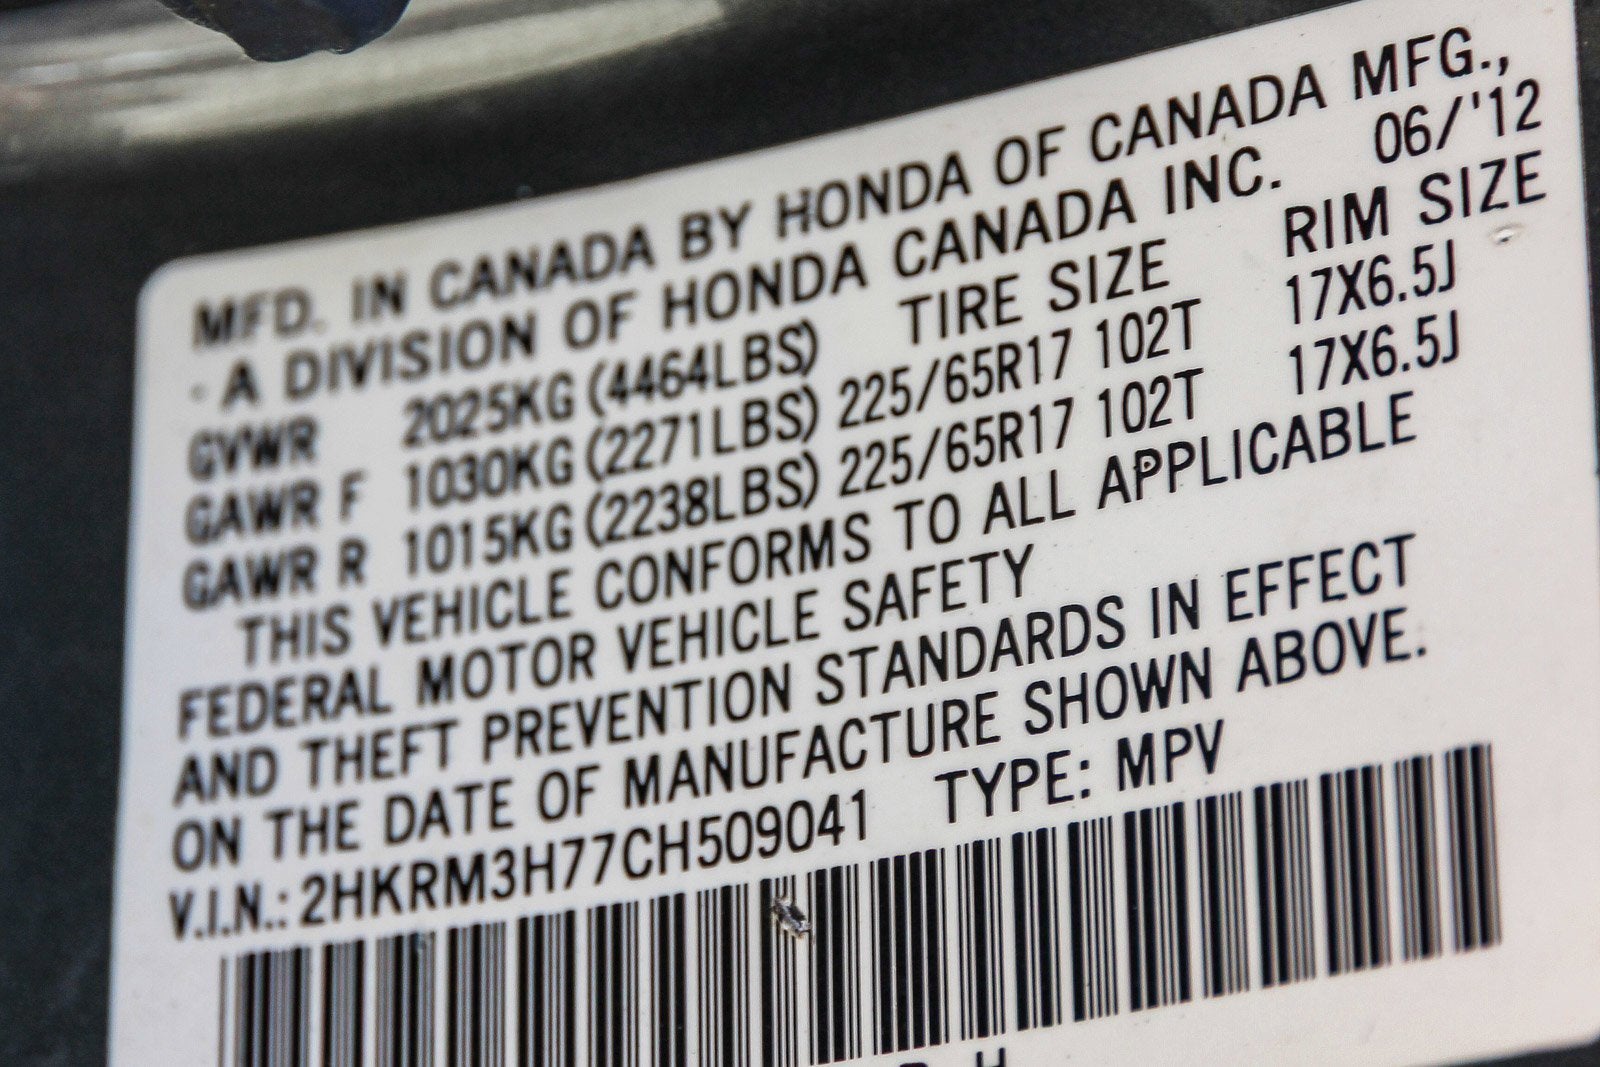 MFD. IN CANADA BY HONDA OF CANADA MFG.,
A DIVISION OF HONDA CANADA INC. 06/'12
TIRE SIZE RIM SIZE
GVWR 2025KG (4464LBS)
GAWR F 1030KG (2271LBS) 225/65R17 102T 17X6.5J
GAWR R 1015KG (2238LBS) 225/65R17 102T 17X6.5J
THIS VEHICLE CONFORMS TO ALL APPLICABLE
FEDERAL MOTOR VEHICLE SAFETY
AND THEFT PREVENTION STANDARDS IN EFFECT
ON THE DATE OF MANUFACTURE SHOWN ABOVE.
V.I.N.: 2HKRM3H77CH509041 TYPE: MPV